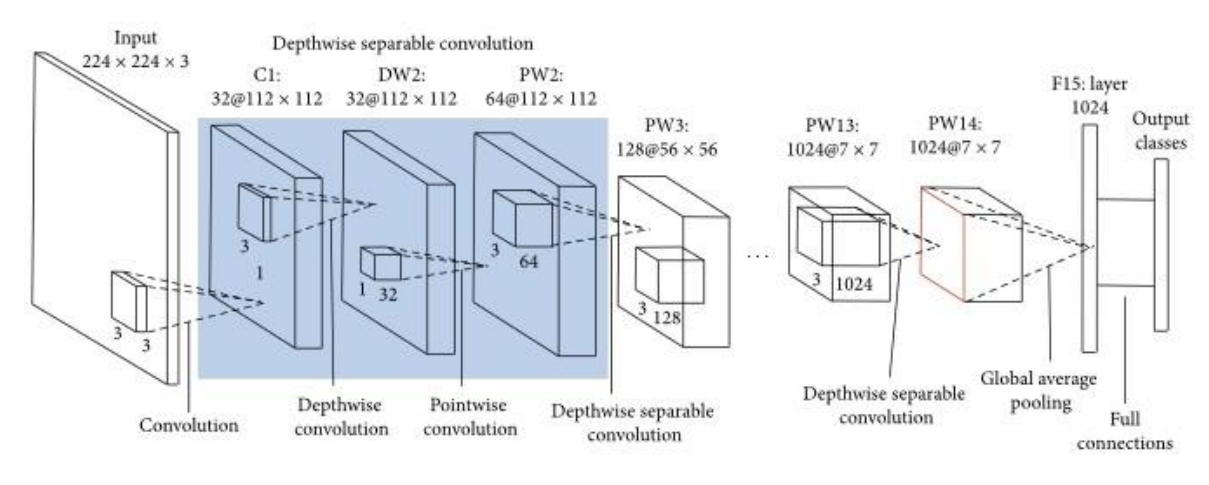 Input
224 × 224 × 3
Depthwise separable convolution
C1:
32@112 × 112
DW2:
32@112 × 112
PW2:
64@112 × 112
PW3:
128@56 × 56
PW13:
1024@7 × 7
PW14:
1024@7 × 7
F15: layer
1024
Output
classes
3
3
3
1
1
32
3
64
3
128
...
3
1024
Convolution
Depthwise
convolution
Pointwise
convolution
Depthwise separable
convolution
Depthwise separable
convolution
Global average
pooling
Full
connections